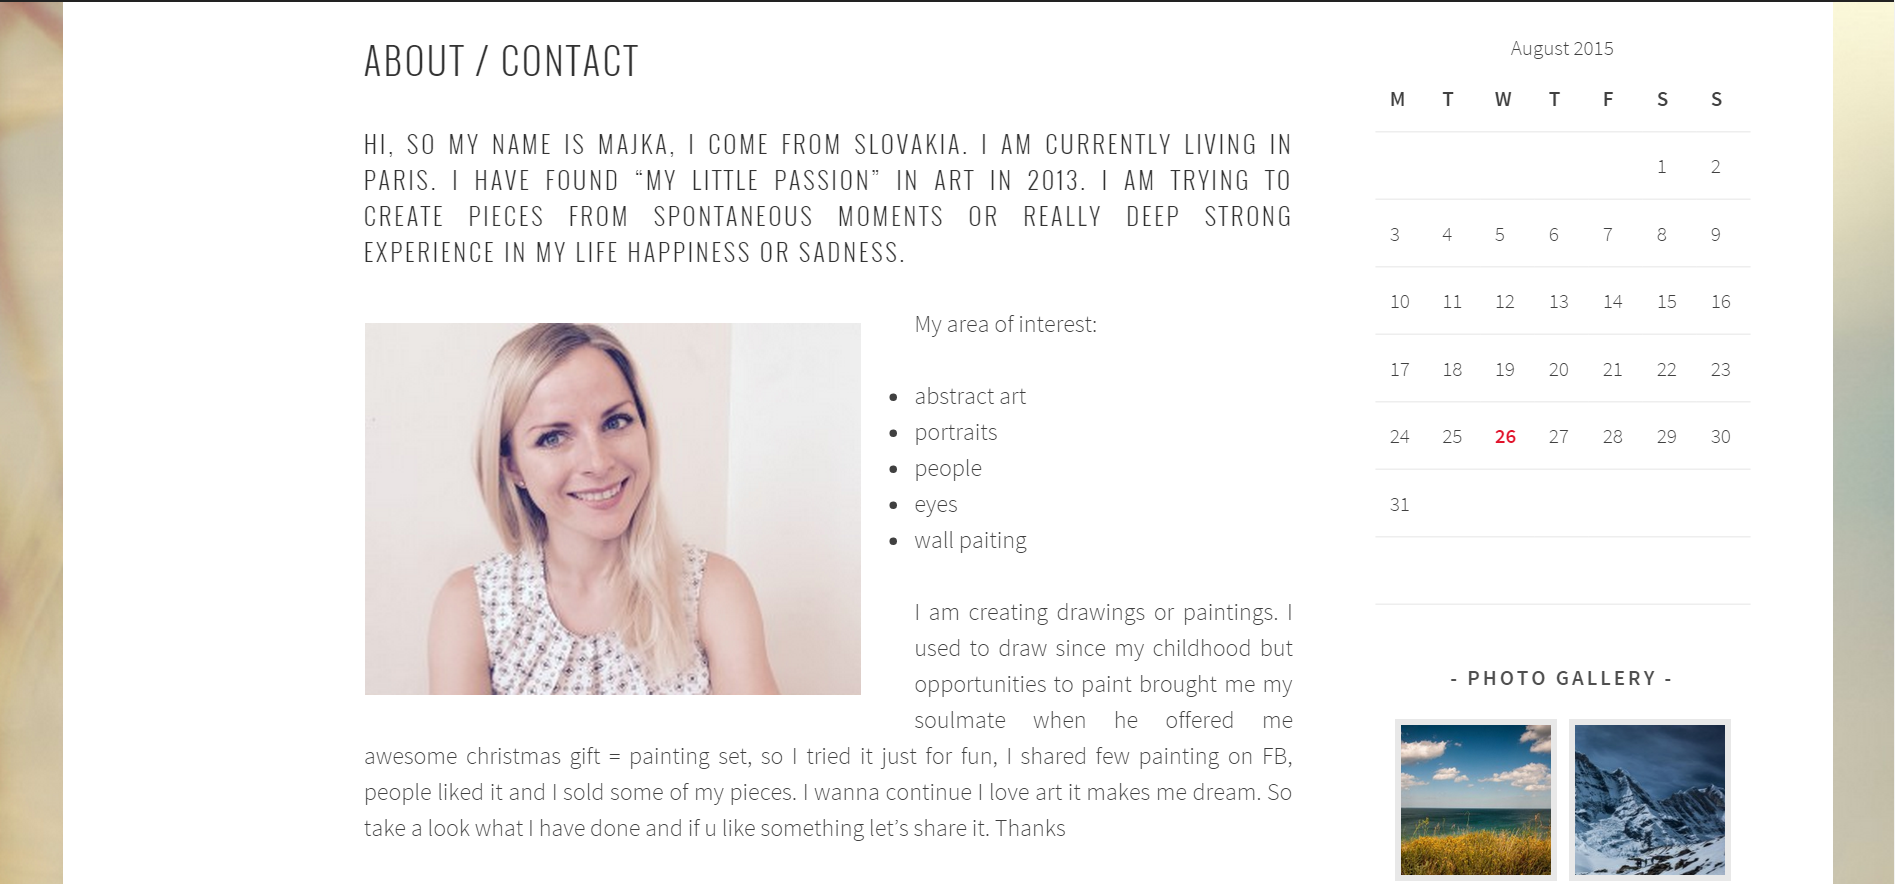 ABOUT / CONTACT
HI, SO MY NAME IS MAJKA, I COME FROM SLOVAKIA. I AM CURRENTLY LIVING IN
PARIS. I HAVE FOUND “MY LITTLE PASSION” IN ART IN 2013. I AM TRYING TO
CREATE PIECES FROM SPONTANEOUS MOMENTS OR REALLY DEEP STRONG
EXPERIENCE IN MY LIFE HAPPINESS OR SADNESS.
My area of interest:
abstract art
portraits
people
eyes
wall paiting
I am creating drawings or paintings. I
used to draw since my childhood but
opportunities to paint brought me my
soulmate when he offered me
awesome christmas gift = painting set, so I tried it just for fun, I shared few painting on FB,
people liked it and I sold some of my pieces. I wanna continue I love art it makes me dream. So
take a look what I have done and if u like something let’s share it. Thanks
August 2015
M T W T F S S
1 2
3 4 5 6 7 8 9
10 11 12 13 14 15 16
17 18 19 20 21 22 23
24 25 26 27 28 29 30
31
- PHOTO GALLERY -